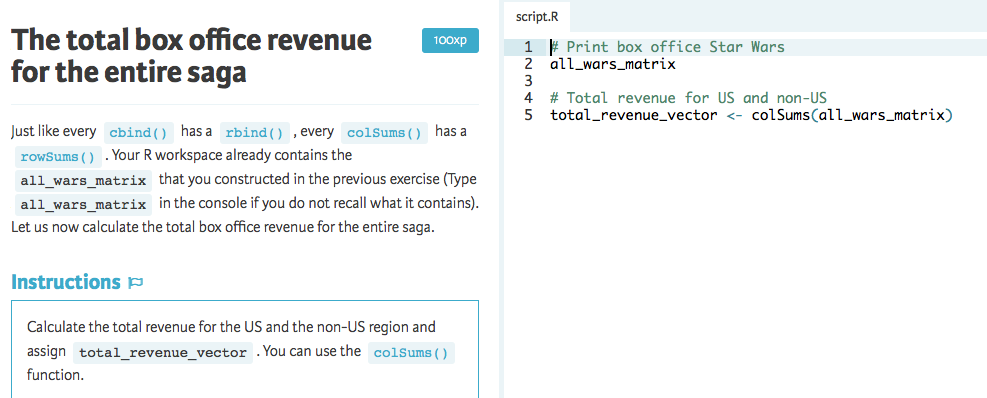 The total box office revenue
for the entire saga
100xp
Just like every cbind() has a rbind() , every colSums() has a
rowSums() . Your R workspace already contains the
all_wars_matrix that you constructed in the previous exercise (Type
all_wars_matrix in the console if you do not recall what it contains).
Let us now calculate the total box office revenue for the entire saga.
Instructions
Calculate the total revenue for the US and the non-US region and
assign total_revenue_vector . You can use the colSums()
function.
script.R
1 # Print box office Star Wars
2 all_wars_matrix
3
4 # Total revenue for US and non-US
5 total_revenue_vector <- colSums(all_wars_matrix)